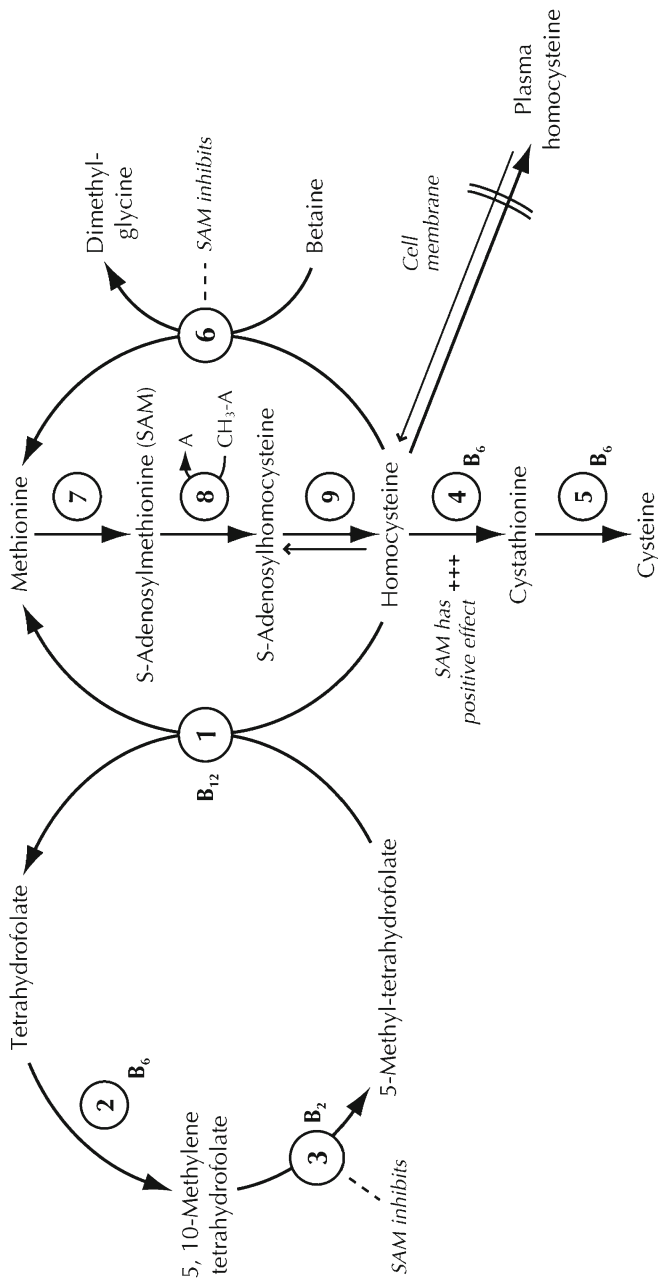 Methionine
Tetrahydrofolate
Dimethyl-
glycine
7
2
B₆
S-Adenosylmethionine (SAM)
5, 10-Methylene
tetrahydrofolate
B₁₂
1
8
A
CH₃-A
6
SAM inhibits
S-Adenosylhomocysteine
3
B₂
9
Betaine
SAM inhibits
5-Methyl-tetrahydrofolate
Homocysteine
Cell
membrane
SAM has
positive effect
+++
4
B₆
Cystathionine
Plasma
homocysteine
5
B₆
Cysteine